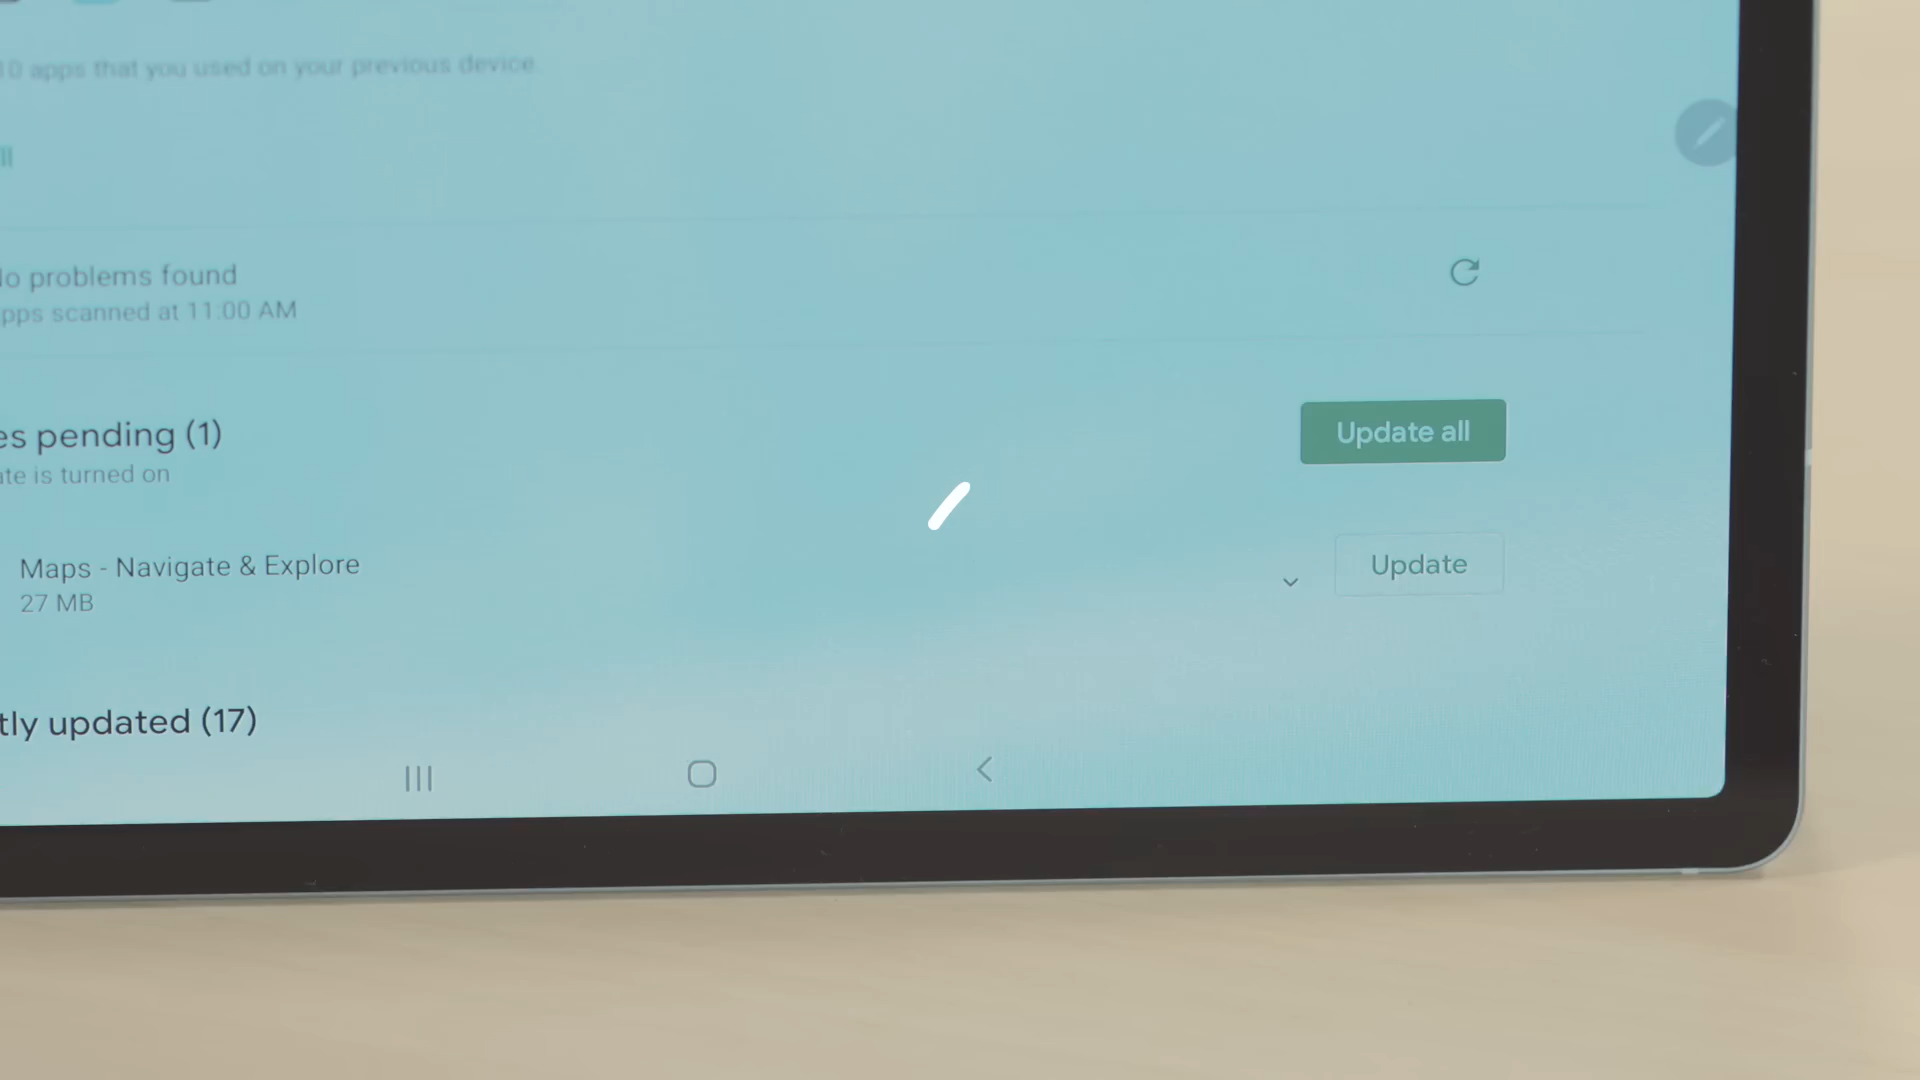 10 apps that you used on your previous device.
ll
lo problems found
pps scanned at 11:00 AM
es pending (1)
Update all
ate is turned on
Maps - Navigate & Explore
Update
27 MB
tly updated (17)